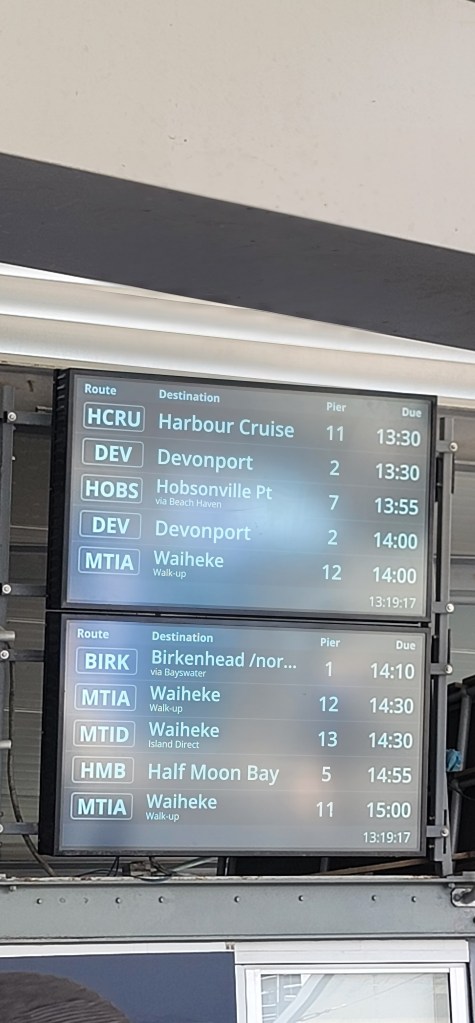 Route Destination Pier Due
HCRU Harbour Cruise 11 13:30
DEV Devonport 2 13:30
HOBS Hobsonville Pt 7 13:55
via Beach Haven
DEV Devonport 2 14:00
MTIA Waiheke 12 14:00
Walk-up
13:19:17
Route Destination Pier Due
BIRK Birkenhead /nor... 1 14:10
via Bayswater
MTIA Waiheke 12 14:30
Walk-up
MTID Waiheke 13 14:30
Island Direct
HMB Half Moon Bay 5 14:55
MTIA Waiheke 11 15:00
Walk-up
13:19:17